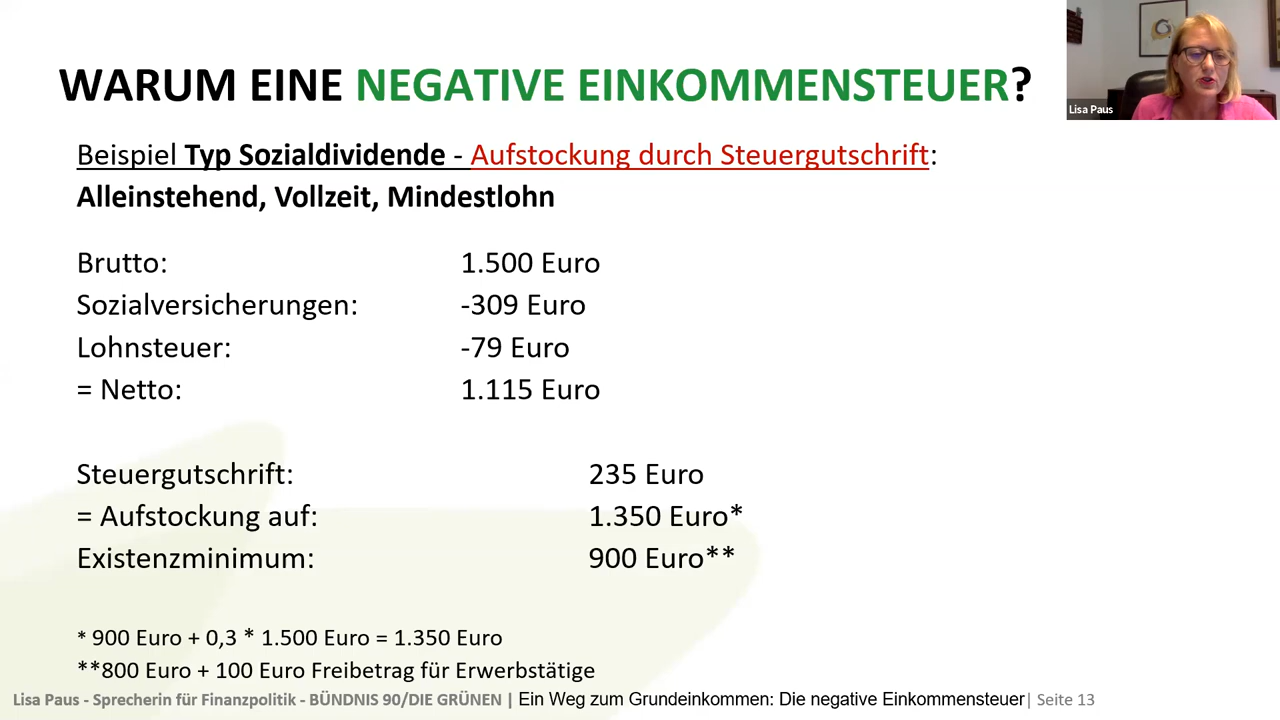 WARUM EINE NEGATIVE EINKOMMENSTEUER?
Lisa Paus
Beispiel Typ Sozialdividende - Aufstockung durch Steuergutschrift:
Alleinstehend, Vollzeit, Mindestlohn
Brutto: 1.500 Euro
Sozialversicherungen: -309 Euro
Lohnsteuer: -79 Euro
= Netto: 1.115 Euro
Steuergutschrift: 235 Euro
= Aufstockung auf: 1.350 Euro*
Existenzminimum: 900 Euro**
* 900 Euro + 0,3 * 1.500 Euro = 1.350 Euro
**800 Euro + 100 Euro Freibetrag für Erwerbstätige
Lisa Paus - Sprecherin für Finanzpolitik - BÜNDNIS 90/DIE GRÜNEN | Ein Weg zum Grundeinkommen: Die negative Einkommensteuer| Seite 13